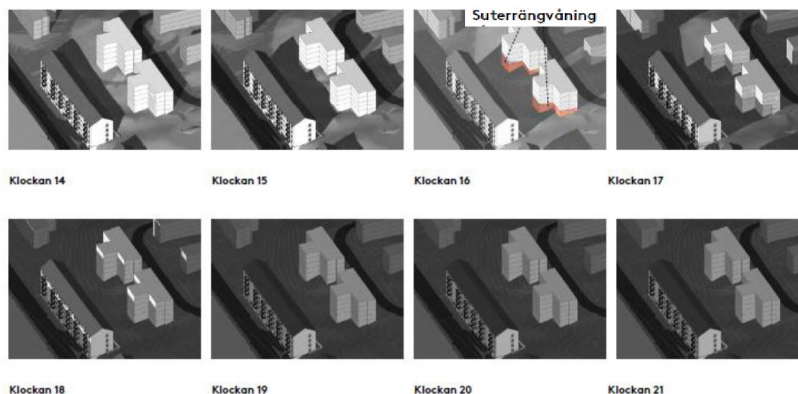 Suterrängvåning
Klockan 14
Klockan 15
Klockan 16
Klockan 17
Klockan 18
Klockan 19
Klockan 20
Klockan 21